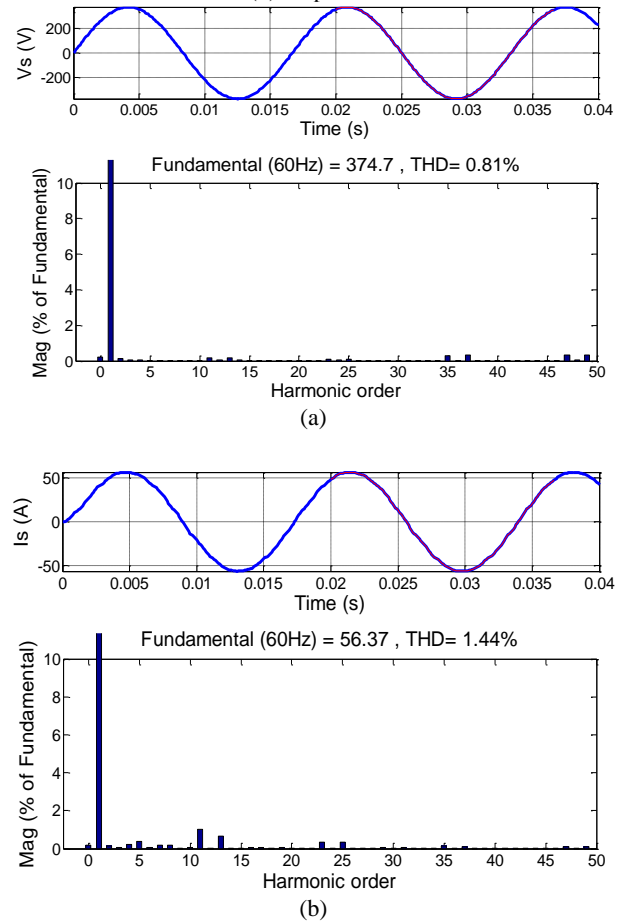 200
0
-200
Vs (V)
0 0.005 0.01 0.015 0.02 0.025 0.03 0.035 0.04
Time (s)
Fundamental (60Hz) = 374.7 , THD= 0.81%
10
8
6
4
2
0
Mag (% of Fundamental)
0 5 10 15 20 25 30 35 40 45 50
Harmonic order
(a)
50
0
-50
Is (A)
0 0.005 0.01 0.015 0.02 0.025 0.03 0.035 0.04
Time (s)
Fundamental (60Hz) = 56.37 , THD= 1.44%
10
8
6
4
2
0
Mag (% of Fundamental)
0 5 10 15 20 25 30 35 40 45 50
Harmonic order
(b)